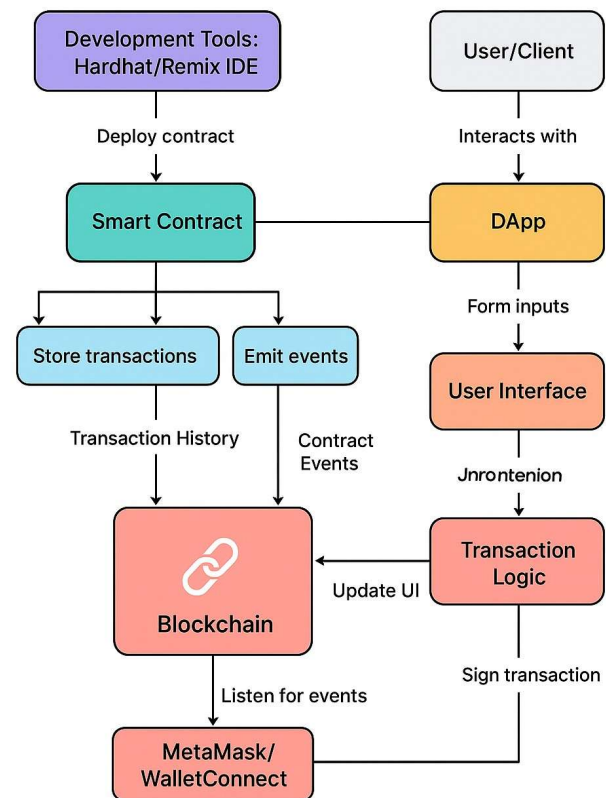 Development Tools:
Hardhat/Remix IDE
User/Client
Deploy contract
Interacts with
Smart Contract
DApp
Form inputs
Store transactions
Emit events
User Interface
Transaction History
Contract
Events
Jnrontenion
Transaction
Logic
Update UI
Blockchain
Sign transaction
Listen for events
MetaMask/
WalletConnect